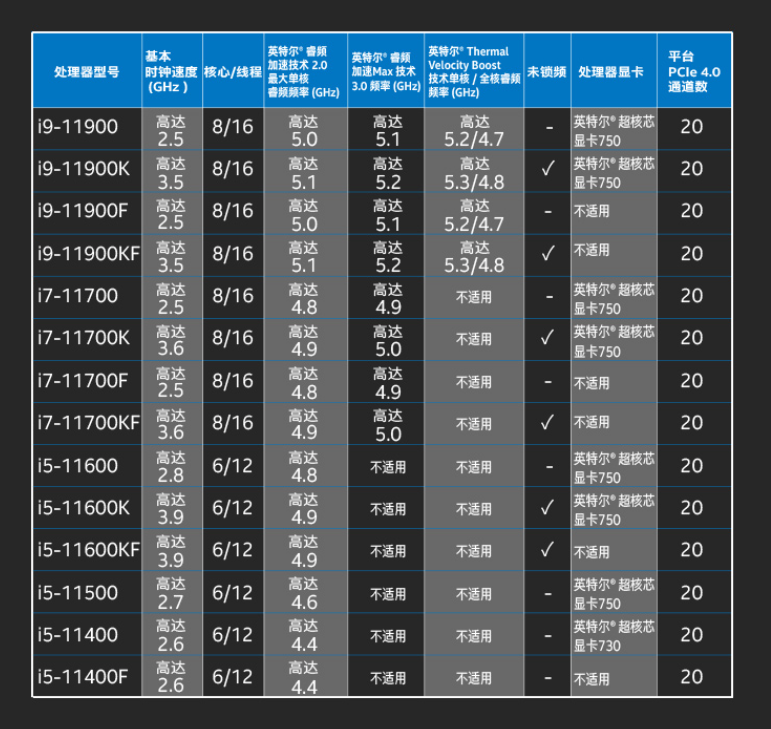 处理器型号 基本 时钟速度 (GHz ) 核心/线程 英特尔® 睿频 加速技术 2.0 最大单核 睿频频率 (GHz) 英特尔® 睿频 加速Max 技术 3.0 频率 (GHz) 英特尔® Thermal Velocity Boost 技术单核 / 全核睿频 频率 (GHz) 未锁频 处理器显卡 平台 PCIe 4.0 通道数
i9-11900 高达 2.5 8/16 高达 5.0 高达 5.1 高达 5.2/4.7 - 英特尔® 超核芯 显卡750 20
i9-11900K 高达 3.5 8/16 高达 5.1 高达 5.2 高达 5.3/4.8 √ 英特尔® 超核芯 显卡750 20
i9-11900F 高达 2.5 8/16 高达 5.0 高达 5.1 高达 5.2/4.7 - 不适用 20
i9-11900KF 高达 3.5 8/16 高达 5.1 高达 5.2 高达 5.3/4.8 √ 不适用 20
i7-11700 高达 2.5 8/16 高达 4.8 高达 4.9 不适用 - 英特尔® 超核芯 显卡750 20
i7-11700K 高达 3.6 8/16 高达 4.9 高达 5.0 不适用 √ 英特尔® 超核芯 显卡750 20
i7-11700F 高达 2.5 8/16 高达 4.8 高达 4.9 不适用 - 不适用 20
i7-11700KF 高达 3.6 8/16 高达 4.9 高达 5.0 不适用 √ 不适用 20
i5-11600 高达 2.8 6/12 高达 4.8 不适用 不适用 - 英特尔® 超核芯 显卡750 20
i5-11600K 高达 3.9 6/12 高达 4.9 不适用 不适用 √ 英特尔® 超核芯 显卡750 20
i5-11600KF 高达 3.9 6/12 高达 4.9 不适用 不适用 √ 不适用 20
i5-11500 高达 2.7 6/12 高达 4.6 不适用 不适用 - 英特尔® 超核芯 显卡750 20
i5-11400 高达 2.6 6/12 高达 4.4 不适用 不适用 - 英特尔® 超核芯 显卡730 20
i5-11400F 高达 2.6 6/12 高达 4.4 不适用 不适用 - 不适用 20